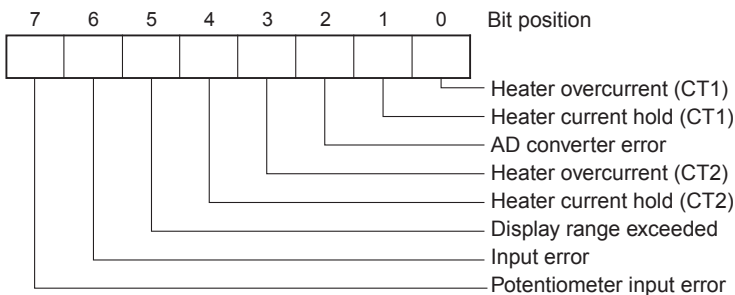 7 6 5 4 3 2 1 0 Bit position
Heater overcurrent (CT1)
Heater current hold (CT1)
AD converter error
Heater overcurrent (CT2)
Heater current hold (CT2)
Display range exceeded
Input error
Potentiometer input error